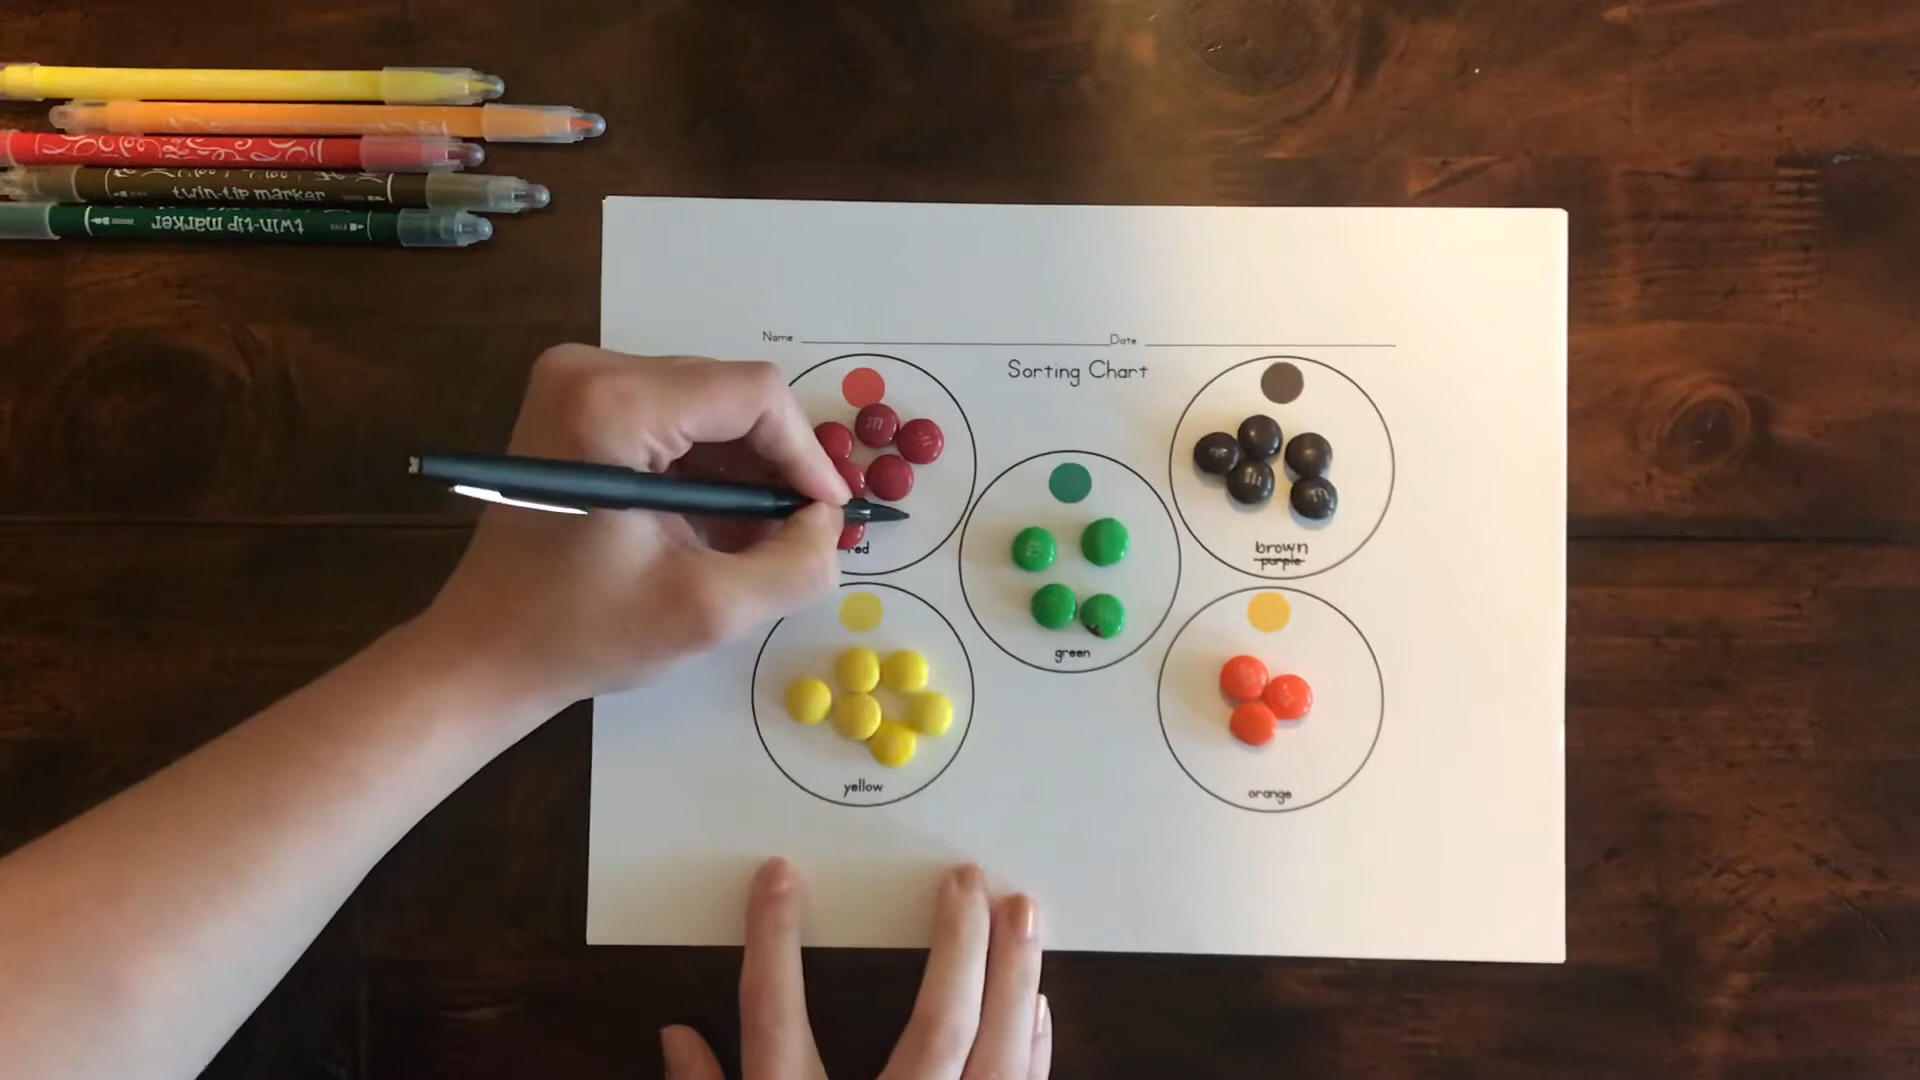 twin-tip marker
twin-tip marker
Name Date
Sorting Chart
red
brown
purple
green
yellow
orange